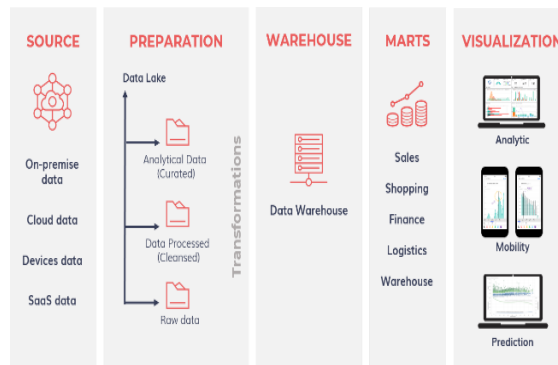 SOURCE
On-premise
data
Cloud data
Devices data
SaaS data
PREPARATION
Data Lake
Analytical Data
(Curated)
Data Processed
(Cleansed)
Raw data
Transformations
WAREHOUSE
Data Warehouse
MARTS
Sales
Shopping
Finance
Logistics
Warehouse
VISUALIZATION
Analytic
Mobility
Prediction